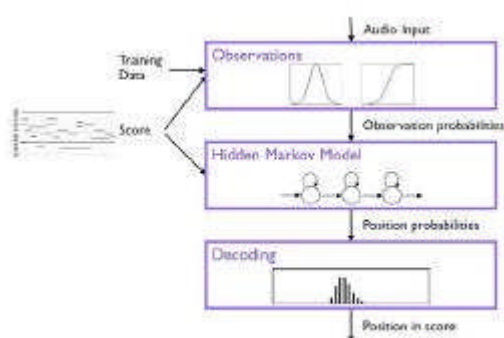 Audio Input
Observations
Training
Data
Score
Observation probabilities
Hidden Markov Model
Position probabilities
Decoding
Position in score